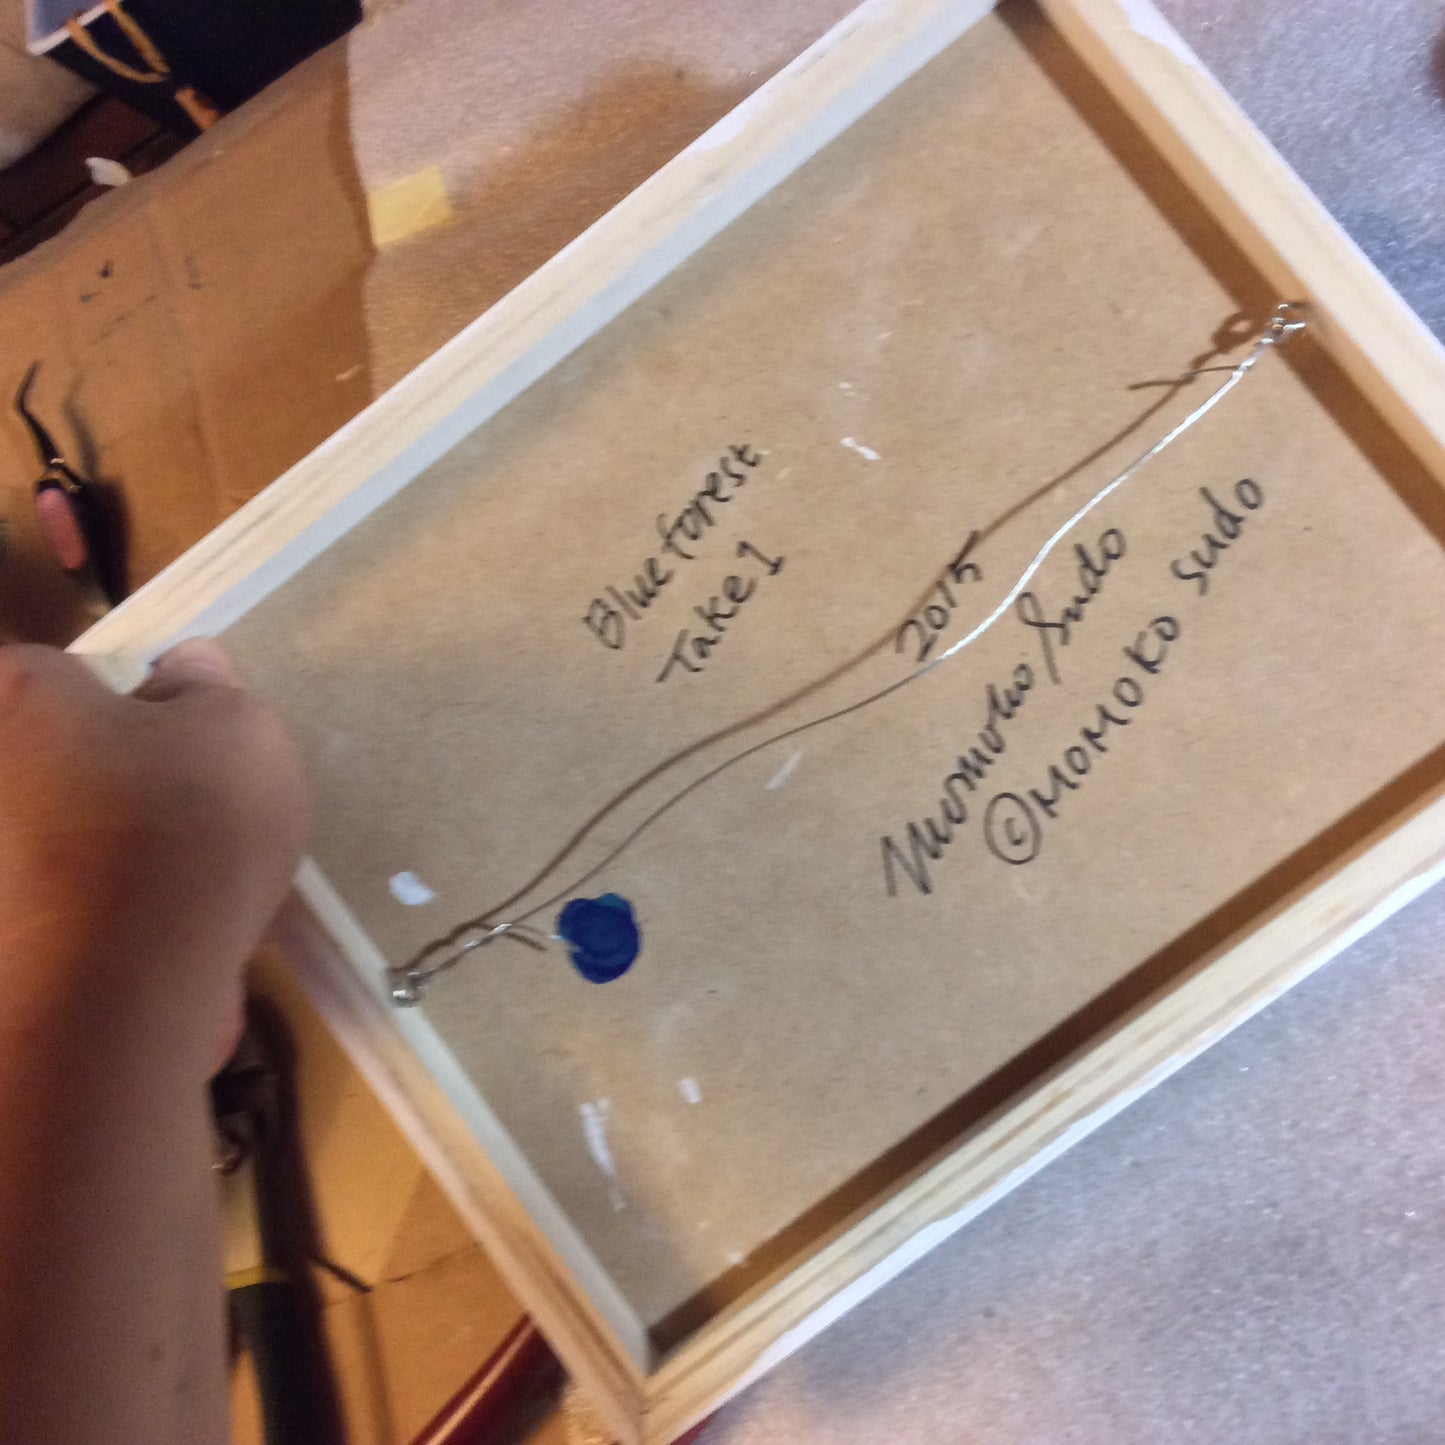 Blue forest
Take 1
2015
Momoko Sudo
©MOMOKO sudo